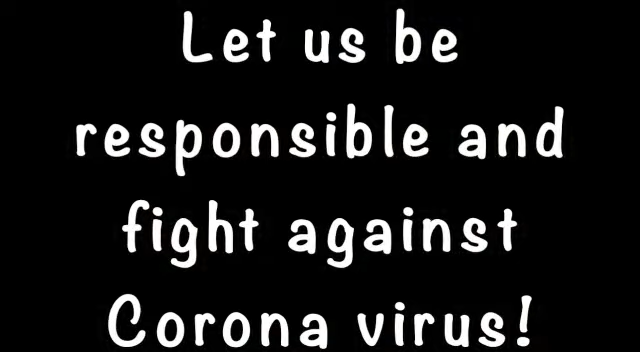 Let us be
responsible and
fight against
Corona virus!